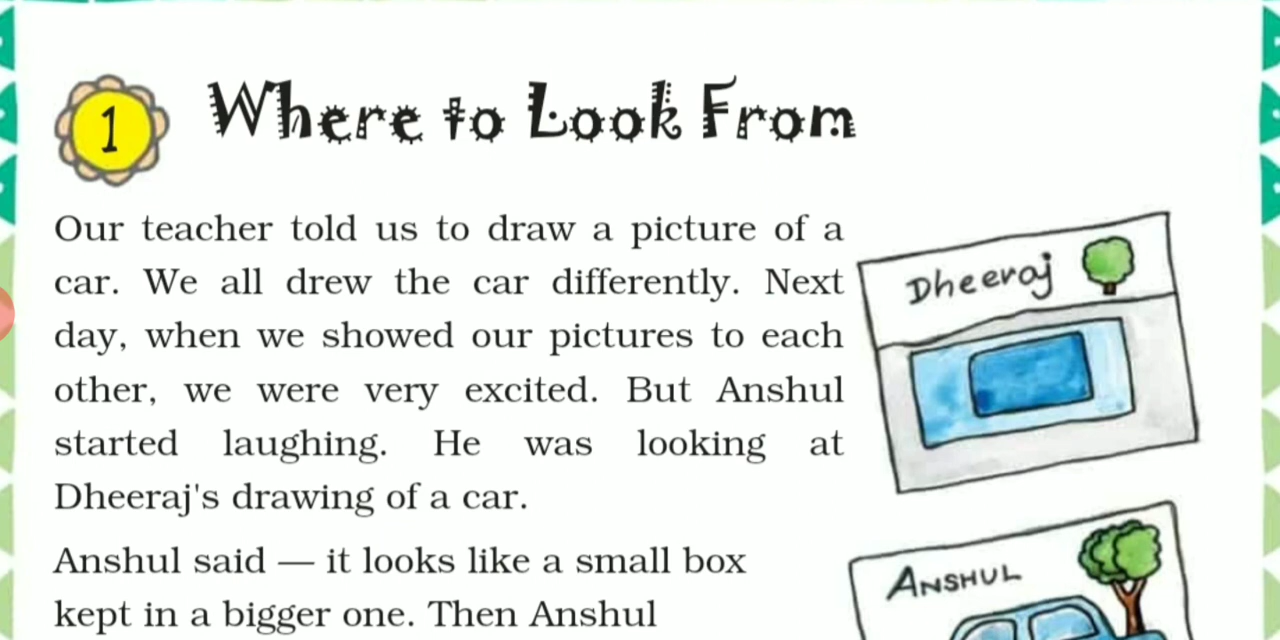 1 Where to Look From
Our teacher told us to draw a picture of a
car. We all drew the car differently. Next
day, when we showed our pictures to each
other, we were very excited. But Anshul
started laughing. He was looking at
Dheeraj's drawing of a car.
Anshul said — it looks like a small box
kept in a bigger one. Then Anshul
Dheeraj
ANSHUL